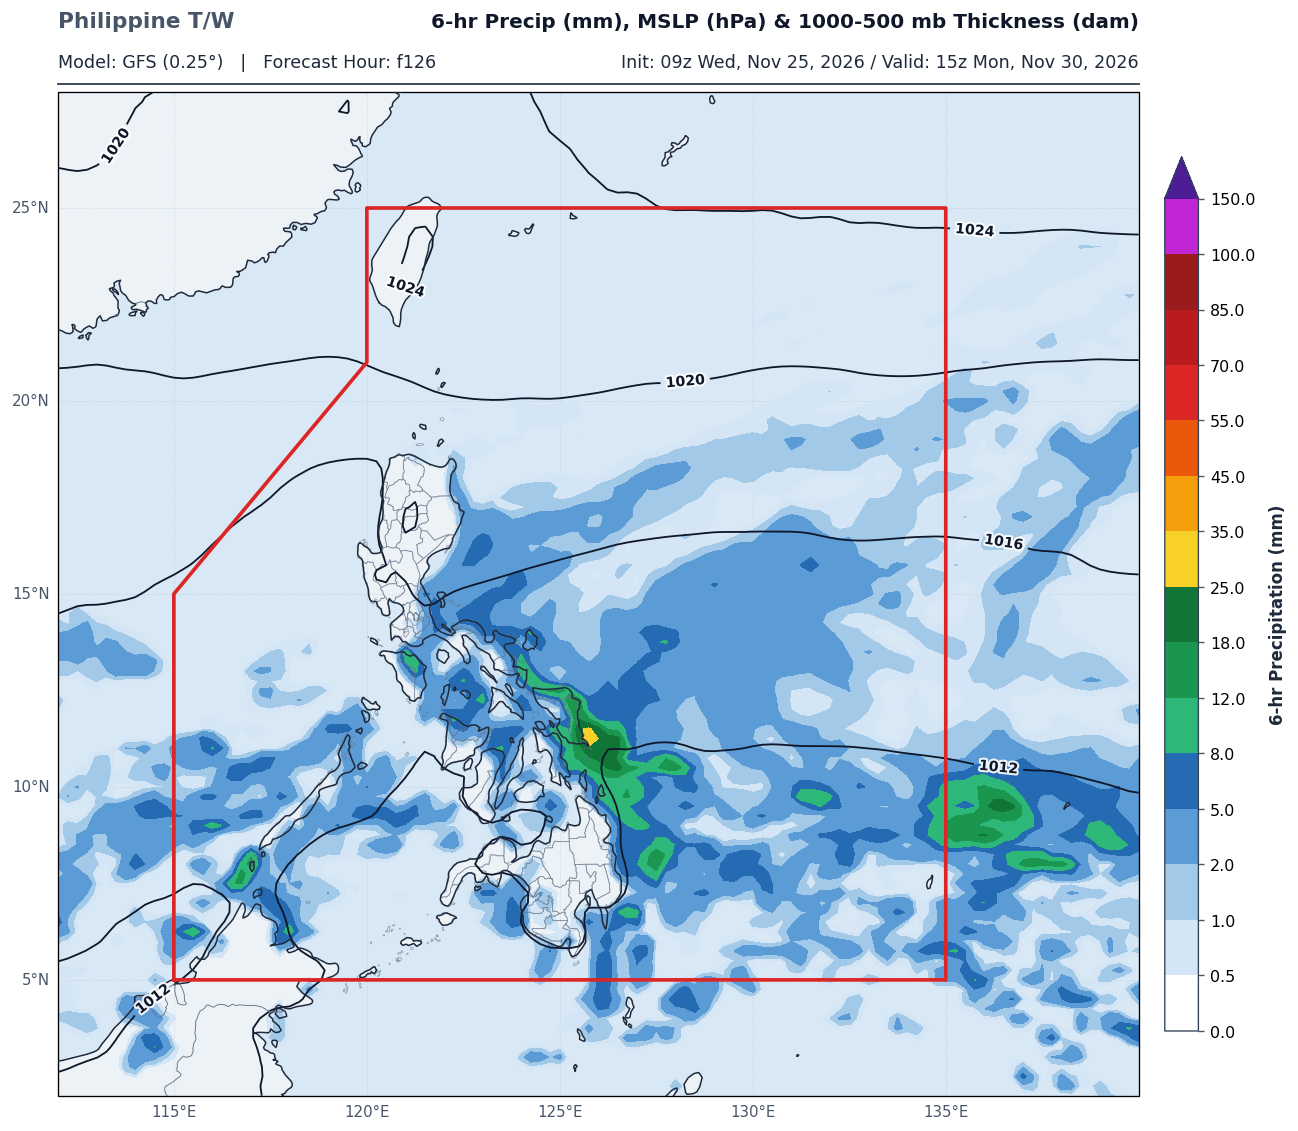 Philippine T/W
6-hr Precip (mm), MSLP (hPa) & 1000-500 mb Thickness (dam)
Model: GFS (0.25°) | Forecast Hour: f126
Init: 09z Wed, Nov 25, 2026 / Valid: 15z Mon, Nov 30, 2026
1020
1024
1024
1020
1016
1012
1012
25°N
20°N
15°N
10°N
5°N
115°E
120°E
125°E
130°E
135°E
150.0
100.0
85.0
70.0
55.0
45.0
35.0
25.0
18.0
12.0
8.0
5.0
2.0
1.0
0.5
0.0
6-hr Precipitation (mm)